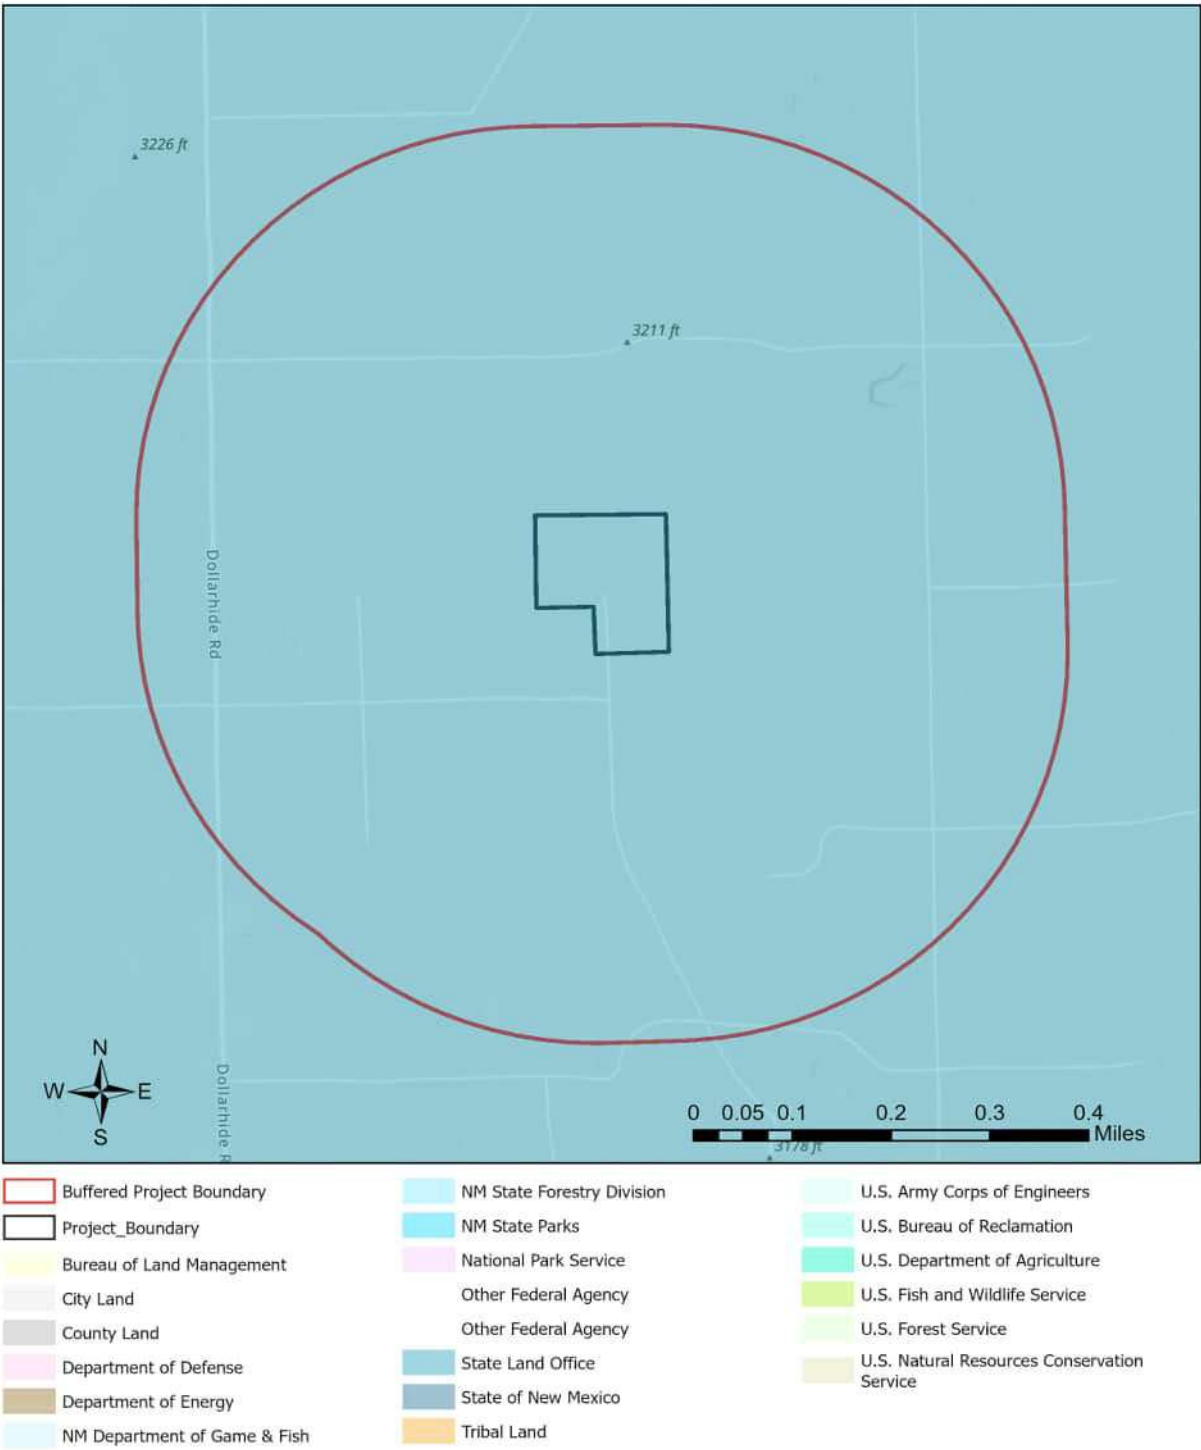 3226 ft
3211 ft
Dollarhide Rd
Dollarhide R
N
W E
S
0 0.05 0.1 0.2 0.3 0.4
Miles
3178 ft
Buffered Project Boundary
Project_Boundary
Bureau of Land Management
City Land
County Land
Department of Defense
Department of Energy
NM Department of Game & Fish
NM State Forestry Division
NM State Parks
National Park Service
Other Federal Agency
Other Federal Agency
State Land Office
State of New Mexico
Tribal Land
U.S. Army Corps of Engineers
U.S. Bureau of Reclamation
U.S. Department of Agriculture
U.S. Fish and Wildlife Service
U.S. Forest Service
U.S. Natural Resources Conservation
Service